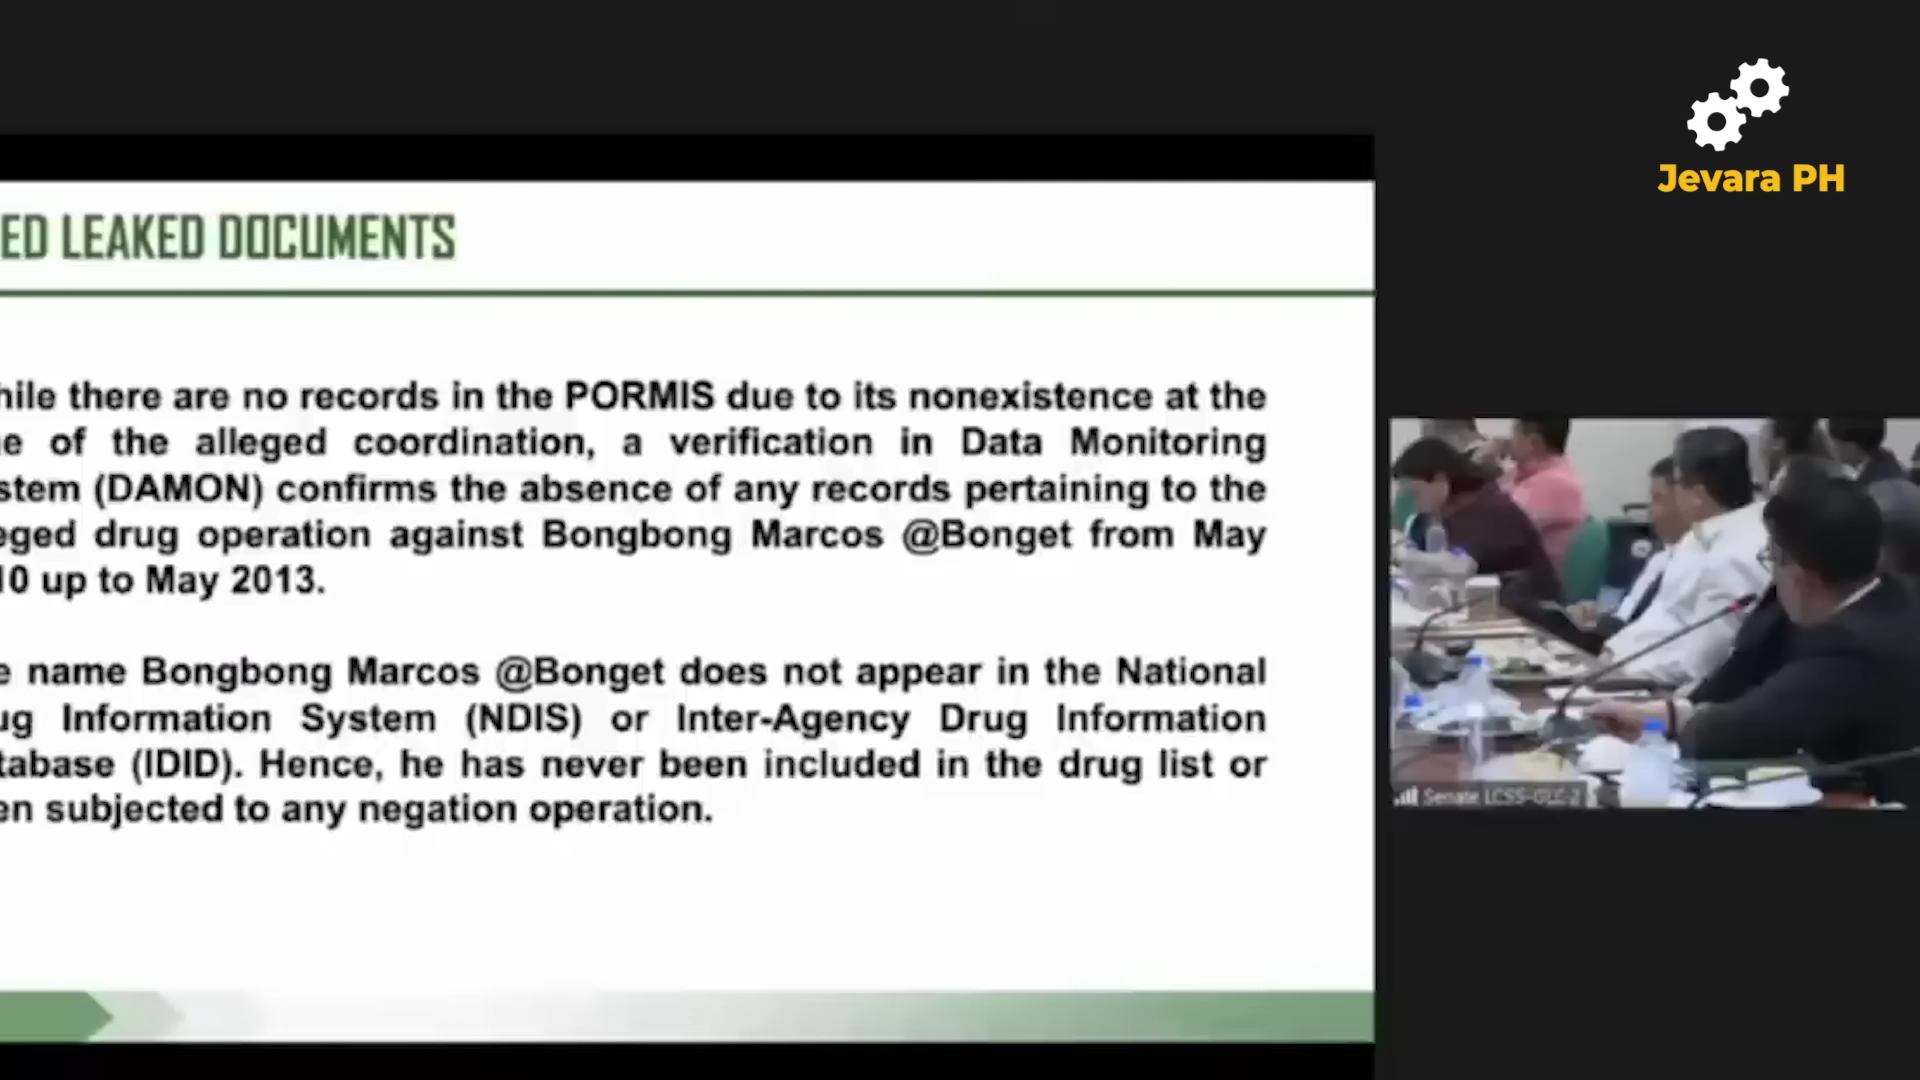 Jevara PH
ED LEAKED DOCUMENTS
hile there are no records in the PORMIS due to its nonexistence at the
e of the alleged coordination, a verification in Data Monitoring
stem (DAMON) confirms the absence of any records pertaining to the
eged drug operation against Bongbong Marcos @Bonget from May
10 up to May 2013.
e name Bongbong Marcos @Bonget does not appear in the National
ug Information System (NDIS) or Inter-Agency Drug Information
tabase (IDID). Hence, he has never been included in the drug list or
en subjected to any negation operation.
Senate LCSS-GLC-2